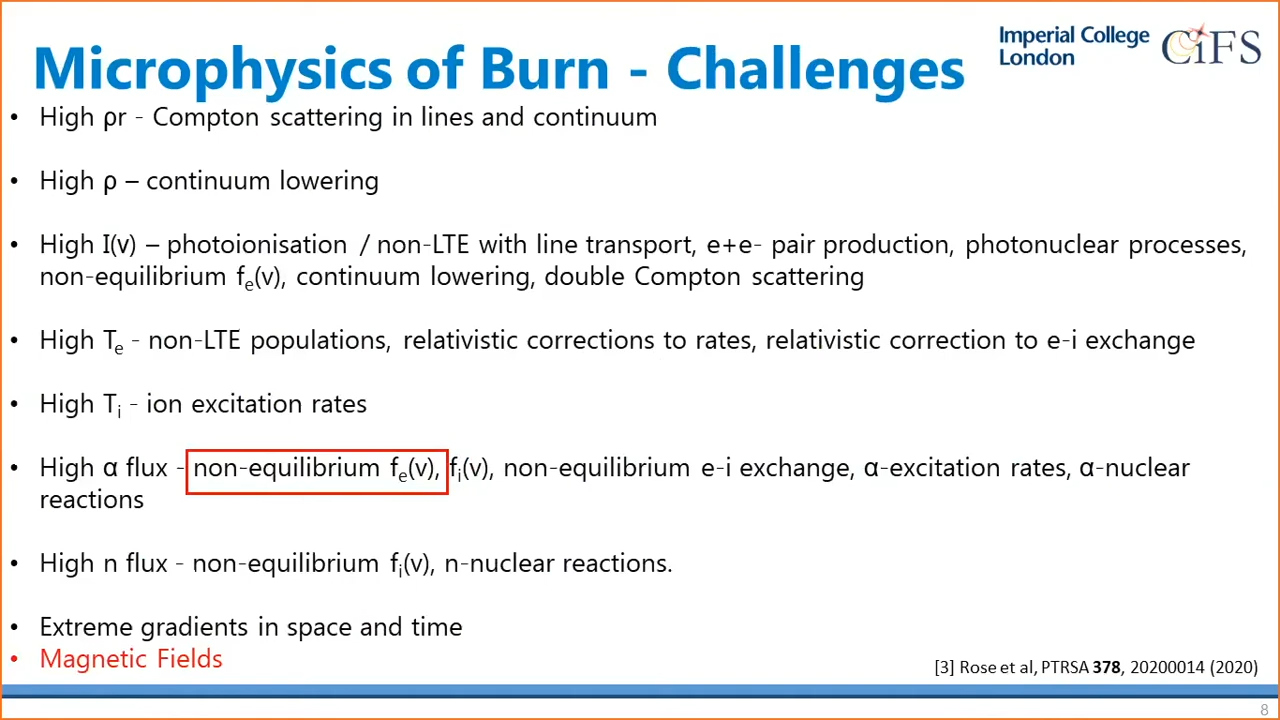 Microphysics of Burn - Challenges
Imperial College
London
CIFS
• High ρr - Compton scattering in lines and continuum
• High ρ – continuum lowering
• High I(ν) – photoionisation / non-LTE with line transport, e+e- pair production, photonuclear processes,
non-equilibrium fe(v), continuum lowering, double Compton scattering
• High Te - non-LTE populations, relativistic corrections to rates, relativistic correction to e-i exchange
• High Ti - ion excitation rates
• High α flux - non-equilibrium fe(v), fi(v), non-equilibrium e-i exchange, α-excitation rates, α-nuclear
reactions
• High n flux - non-equilibrium fi(v), n-nuclear reactions.
• Extreme gradients in space and time
• Magnetic Fields
[3] Rose et al, PTRSA 378, 20200014 (2020)
8